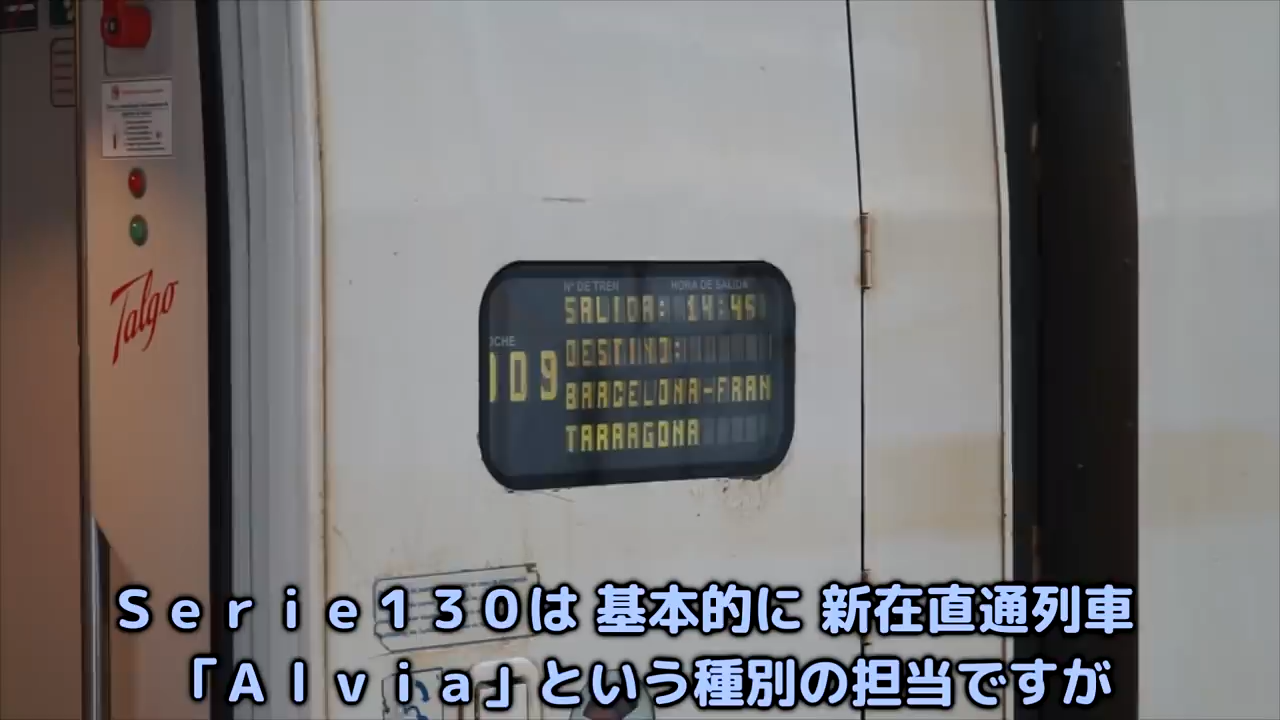 Talgo
Nº DE TREN HORA DE SALIDA
SALIDA: 14:45
OCHE
109
DESTINO:
BARCELONA-FRAN
TARRAGONA
Ｓｅｒｉｅ１３０は 基本的に 新在直通列車
「Ａｌｖｉａ」という種別の担当ですが